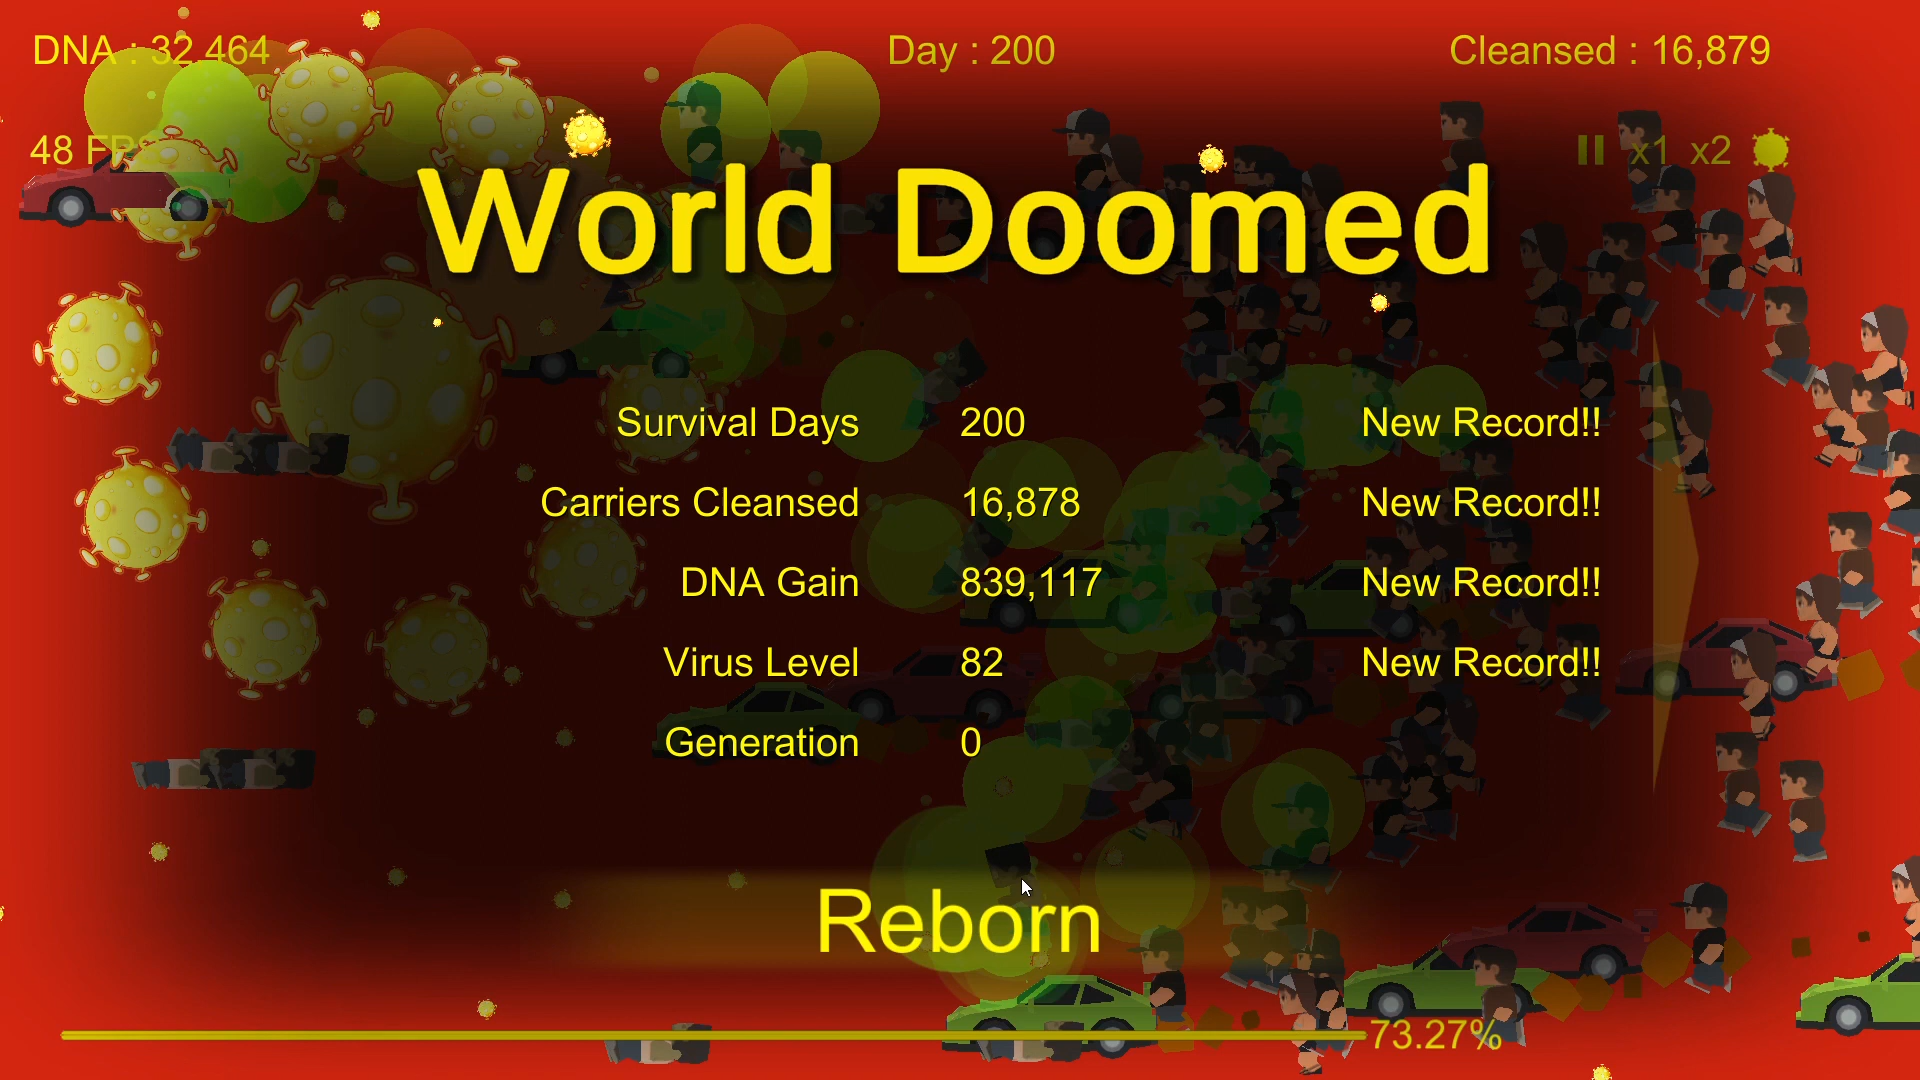 DNA : 32,464 Day : 200 Cleansed : 16,879
48 FPS x1 x2
World Doomed
Survival Days 200 New Record!!
Carriers Cleansed 16,878 New Record!!
DNA Gain 839,117 New Record!!
Virus Level 82 New Record!!
Generation 0
Reborn
73.27%